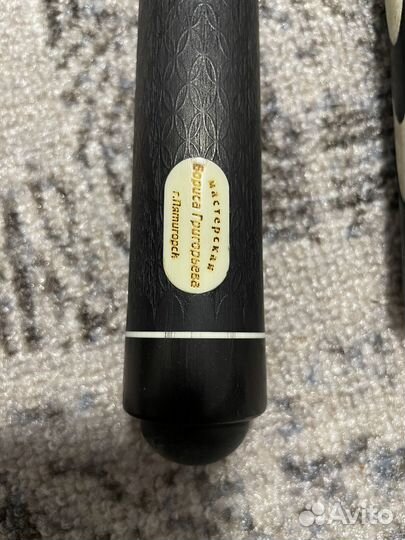 мастерская
Бориса Григорьева
г.Пятигорск
Avito